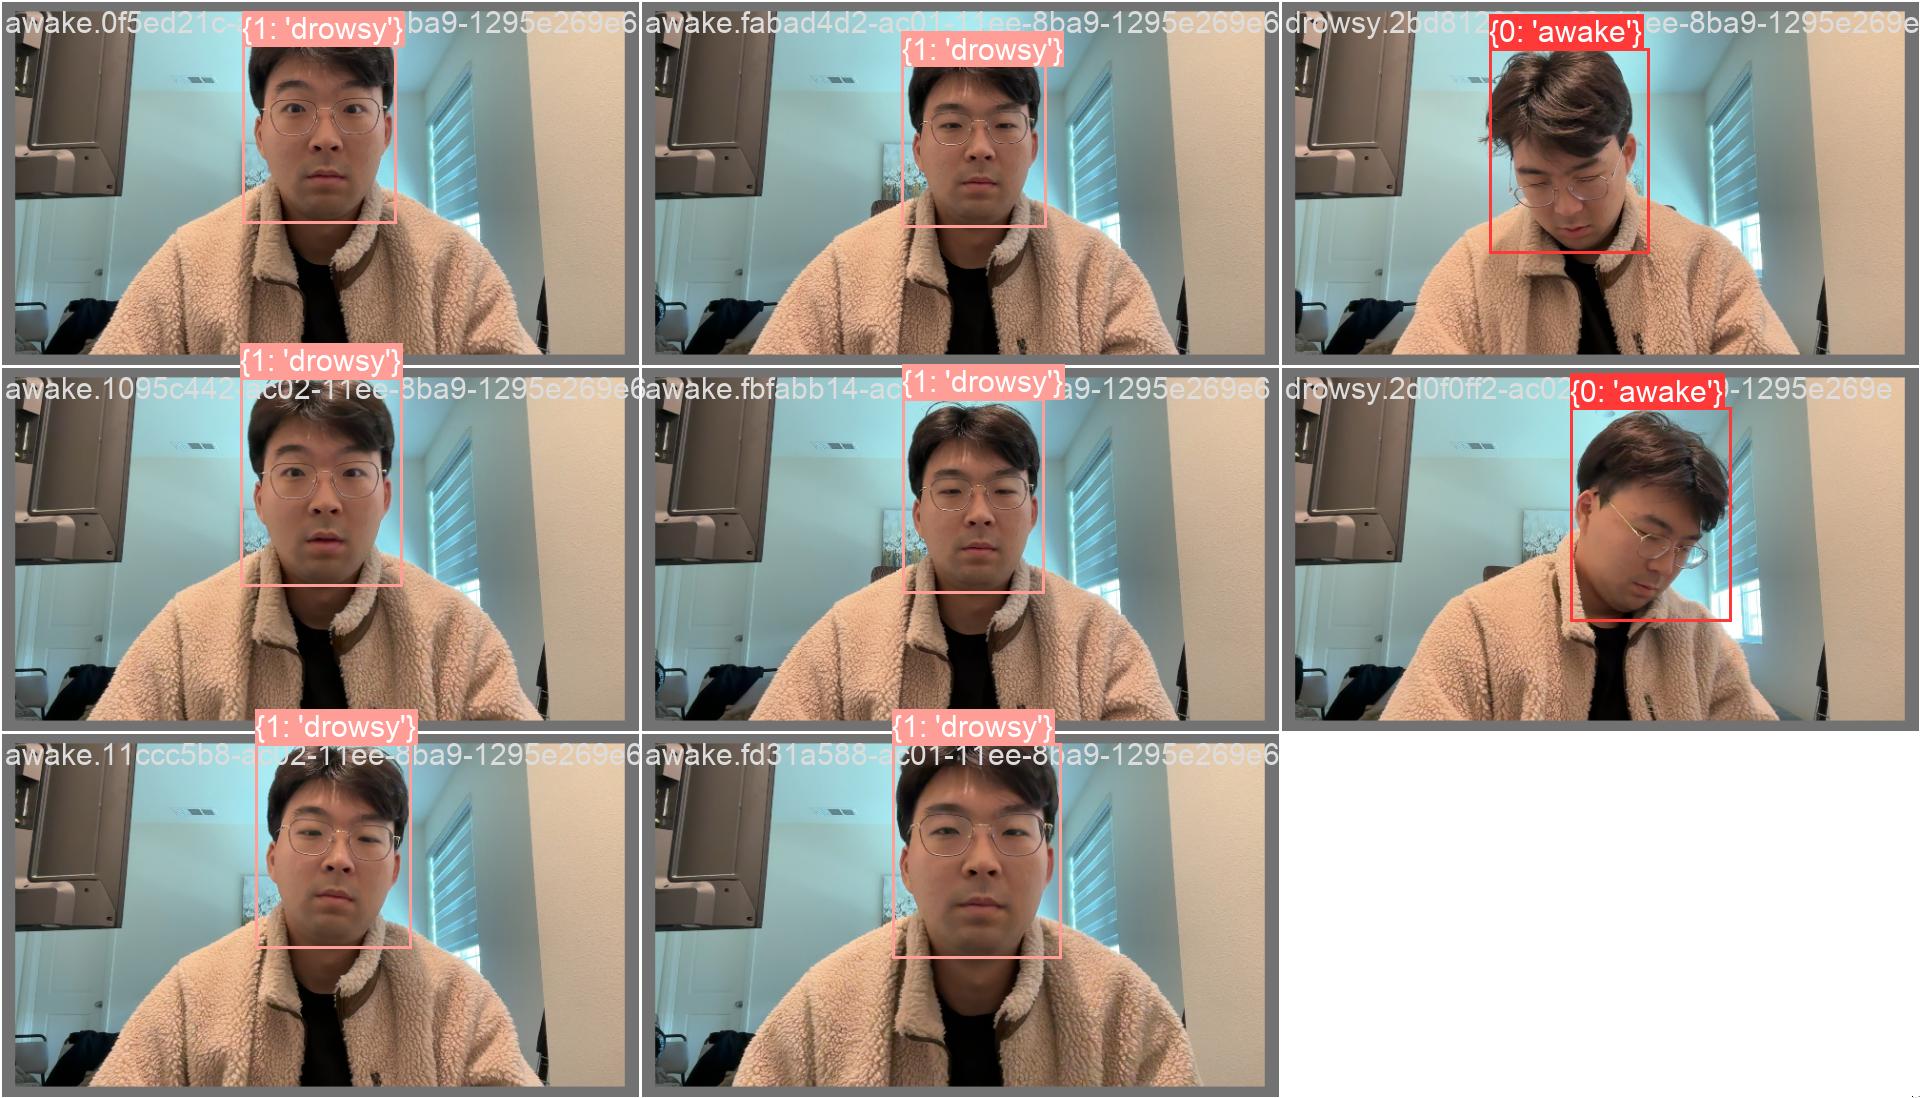 awake.0f5ed21c- {1: 'drowsy'} ba9-1295e269e6
awake.fabad4d2-ac01-11ee-8ba9-1295e269e6
{1: 'drowsy'}
drowsy.2bd812 {0: 'awake'} ee-8ba9-1295e269e
{1: 'drowsy'}
awake.1095c442-ac02-11ee-8ba9-1295e269e6
awake.fbfabb14-ac {1: 'drowsy'} a9-1295e269e6
drowsy.2d0f0ff2-ac02 {0: 'awake'} -1295e269e
{1: 'drowsy'}
awake.11ccc5b8-ac02-11ee-8ba9-1295e269e6
{1: 'drowsy'}
awake.fd31a588-ac01-11ee-8ba9-1295e269e6